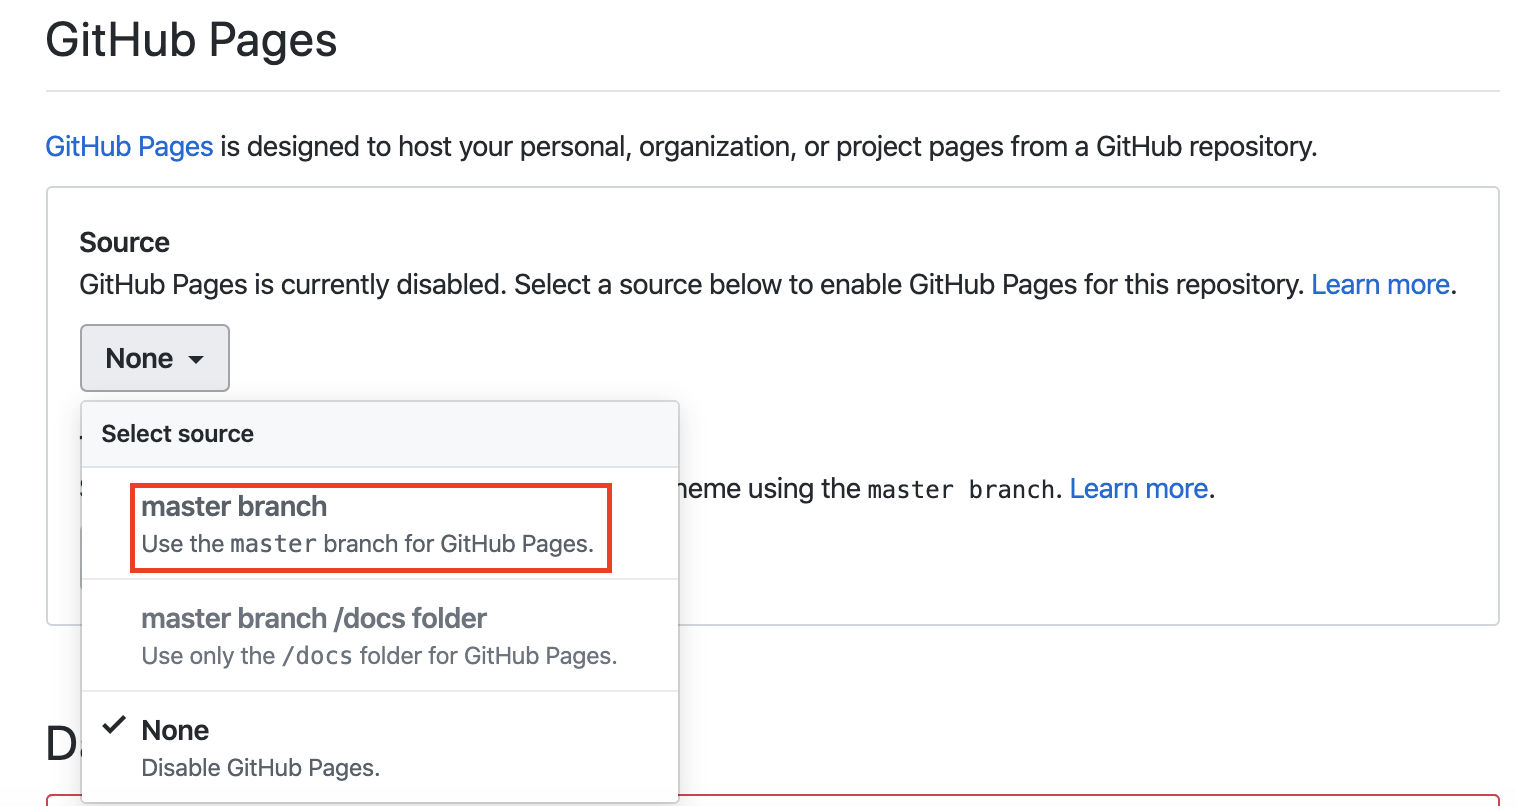 GitHub Pages
GitHub Pages is designed to host your personal, organization, or project pages from a GitHub repository.
Source
GitHub Pages is currently disabled. Select a source below to enable GitHub Pages for this repository. Learn more.
None
Select source
using the master branch. Learn more.
master branch
Use the master branch for GitHub Pages.
master branch /docs folder
Use only the /docs folder for GitHub Pages.
None
Disable GitHub Pages.